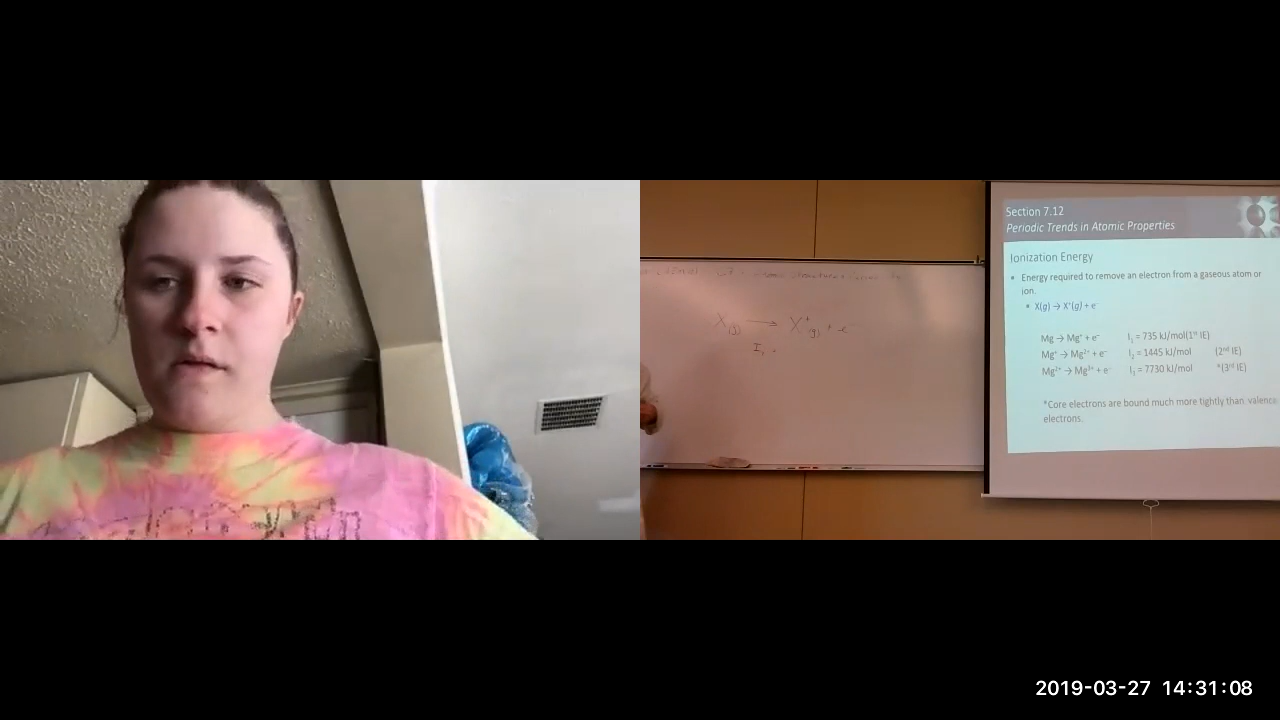 X(g) → X⁺(g) + e⁻
I₁
Section 7.12
Periodic Trends in Atomic Properties
Ionization Energy
• Energy required to remove an electron from a gaseous atom or
ion.
• X(g) → X⁺(g) + e⁻
Mg → Mg⁺ + e⁻ I₁ = 735 kJ/mol(1ˢᵗ IE)
Mg⁺ → Mg²⁺ + e⁻ I₂ = 1445 kJ/mol (2ⁿᵈ IE)
Mg²⁺ → Mg³⁺ + e⁻ I₃ = 7730 kJ/mol *(3ʳᵈ IE)
*Core electrons are bound much more tightly than valence
electrons.
2019-03-27 14:31:08